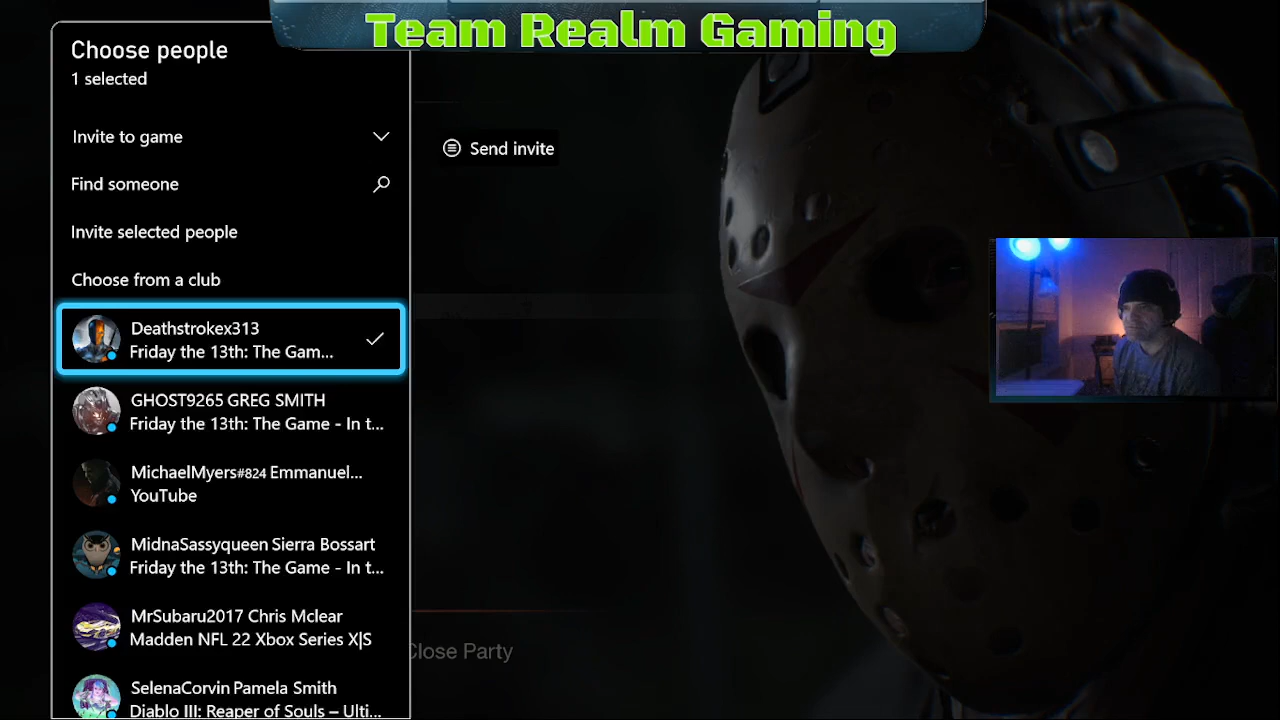 Team Realm Gaming
Choose people
1 selected
Invite to game
Find someone
Invite selected people
Choose from a club
Deathstrokex313
Friday the 13th: The Gam...
GHOST9265 GREG SMITH
Friday the 13th: The Game - In t...
MichaelMyers#824 Emmanuel...
YouTube
MidnaSassyqueen Sierra Bossart
Friday the 13th: The Game - In t...
MrSubaru2017 Chris Mclear
Madden NFL 22 Xbox Series X|S
SelenaCorvin Pamela Smith
Diablo III: Reaper of Souls – Ulti...
Send invite
Close Party